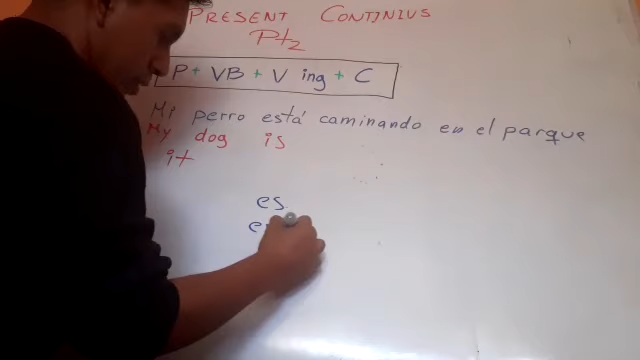 PRESENT CONTINIUS
Pt2
P + VB + V ing + C
Mi perro está caminando en el parque
My dog is
it
es